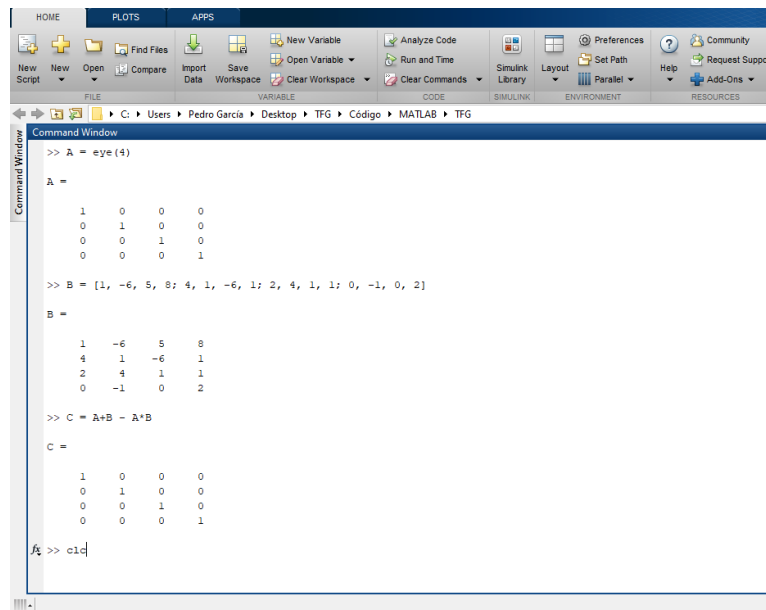 HOME PLOTS APPS
New Script
New
Open
Find Files
Compare
Import Data
Save Workspace
New Variable
Open Variable
Clear Workspace
Analyze Code
Run and Time
Clear Commands
Simulink Library
Layout
Preferences
Set Path
Parallel
Help
Community
Request Suppo
Add-Ons
FILE VARIABLE CODE SIMULINK ENVIRONMENT RESOURCES
C: Users Pedro García Desktop TFG Código MATLAB TFG
Command Window
Command Window
>> A = eye(4)
A =
1 0 0 0
0 1 0 0
0 0 1 0
0 0 0 1
>> B = [1, -6, 5, 8; 4, 1, -6, 1; 2, 4, 1, 1; 0, -1, 0, 2]
B =
1 -6 5 8
4 1 -6 1
2 4 1 1
0 -1 0 2
>> C = A+B - A*B
C =
1 0 0 0
0 1 0 0
0 0 1 0
0 0 0 1
fx >> clc